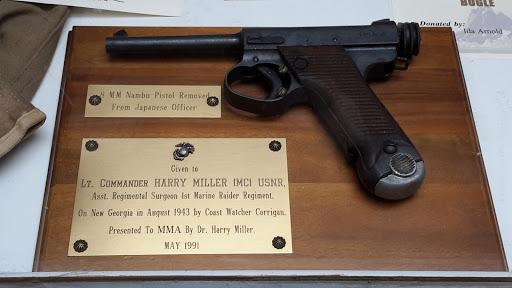 BUGLE
Donated by:
Ida Arnold
8 MM Nambu Pistol Removed
From Japanese Officer
Given to
Lt. Commander HARRY MILLER (MC) USNR,
Asst. Regimental Surgeon 1st Marine Raider Regiment,
On New Georgia in August 1943 by Coast Watcher Corrigan.
Presented To MMA By Dr. Harry Miller.
MAY 1991